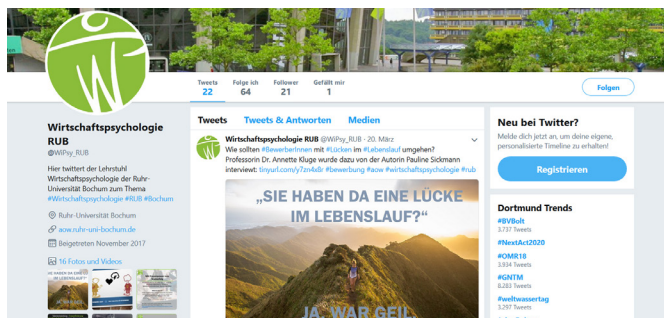 Tweets Folge ich Follower Gefällt mir
22 64 21 1
Folgen
Wirtschaftspsychologie
RUB
@WiPsy_RUB
Hier twittert der Lehrstuhl
Wirtschaftspsychologie der Ruhr-
Universität Bochum zum Thema
#Wirtschaftspsychologie #RUB #Bochum
Ruhr-Universität Bochum
aow.ruhr-uni-bochum.de
Beigetreten November 2017
16 Fotos und Videos
Tweets Tweets & Antworten Medien
Wirtschaftspsychologie RUB @WiPsy_RUB · 20. März
Wie sollten #BewerberInnen mit #Lücken im #Lebenslauf umgehen?
Professorin Dr. Annette Kluge wurde dazu von der Autorin Pauline Sickmann
interviewt: tinyurl.com/y7zn4x8r #bewerbung #aow #wirtschaftspsychologie #rub
„SIE HABEN DA EINE LÜCKE
IM LEBENSLAUF?“
JA, WAR GEIL.
Neu bei Twitter?
Melde dich jetzt an, um deine eigene,
personalisierte Timeline zu erhalten!
Registrieren
Dortmund Trends
#BVBolt
3.737 Tweets
#NextAct2020
#OMR18
3.934 Tweets
#GNTM
8.283 Tweets
#weltwassertag
3.297 Tweets